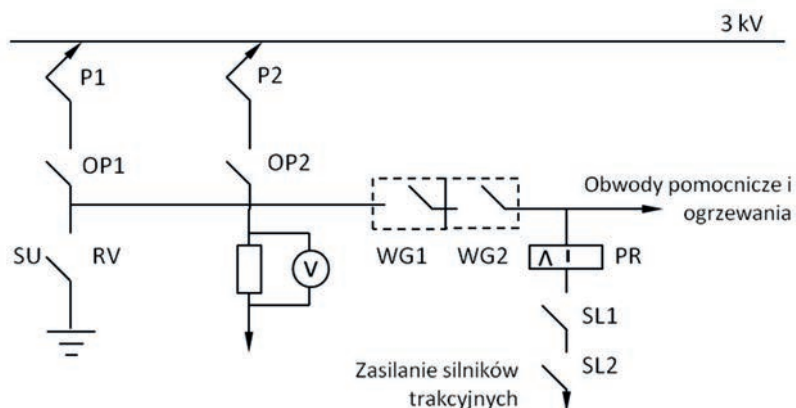 3 kV
P1
P2
OP1
OP2
Obwody pomocnicze i
ogrzewania
SU
RV
V
WG1
WG2
Λ I
PR
SL1
SL2
Zasilanie silników
trakcyjnych